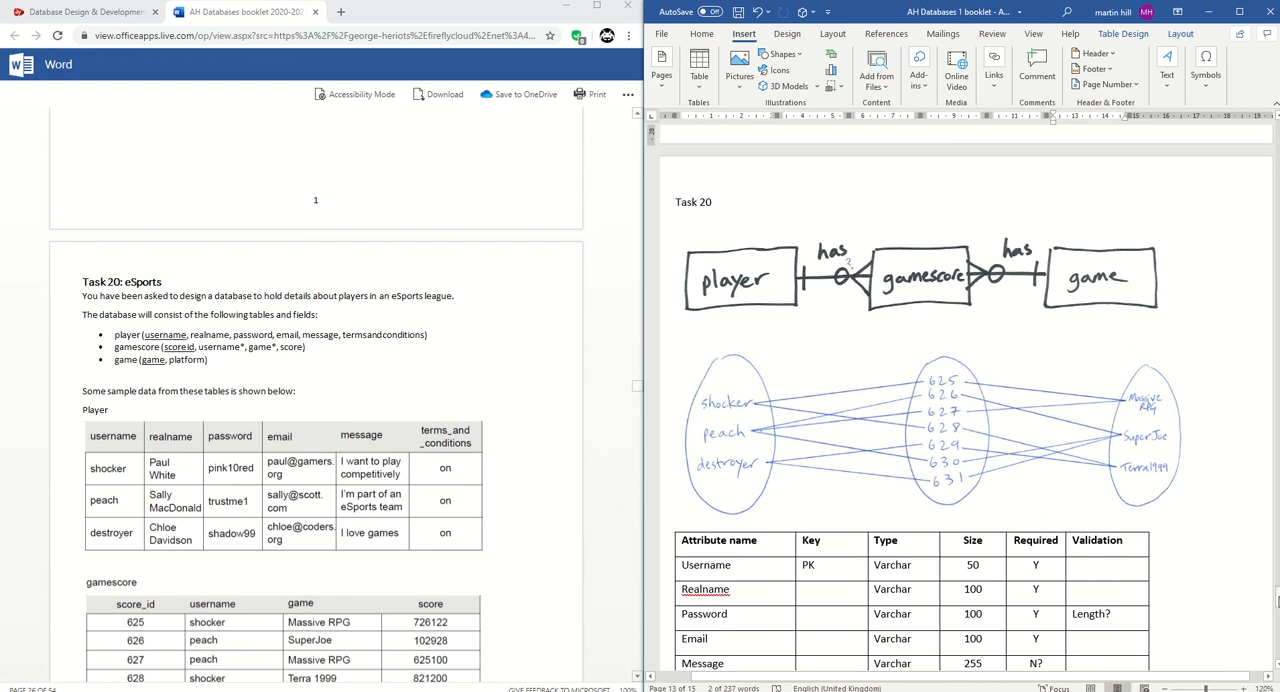 Database Design & Developmen
AH Databases booklet 2020-202
view.officeapps.live.com/op/view.aspx?src=https%3A%2F%2Fgeorge-heriots%2Efireflycloud%2Enet%3A4...
Word
Accessibility Mode
Download
Save to OneDrive
Print
1
Task 20: eSports
You have been asked to design a database to hold details about players in an eSports league.
The database will consist of the following tables and fields:
player (username, realname, password, email, message, termsandconditions)
gamescore (scoreid, username*, game*, score)
game (game, platform)
Some sample data from these tables is shown below:
Player
username realname password email message terms_and_conditions
shocker Paul White pink10red paul@gamers.org I want to play competitively on
peach Sally MacDonald trustme1 sally@scott.com I'm part of an eSports team on
destroyer Chloe Davidson shadow99 chloe@coders.org I love games on
gamescore
score_id username game score
625 shocker Massive RPG 726122
626 peach SuperJoe 102928
627 peach Massive RPG 625100
628 shocker Terra 1999 821200
PAGE 26 OF 54
GIVE FEEDBACK TO MICROSOFT
100%
AutoSave Off
AH Databases 1 booklet - A...
martin hill MH
File Home Insert Design Layout References Mailings Review View Help Table Design Layout
Pages
Table
Pictures
Shapes
Icons
3D Models
Add from Files
Add-ins
Online Video
Links
Comment
Header
Footer
Page Number
Text
Symbols
Tables
Illustrations
Content
Media
Comments
Header & Footer
Task 20
player has gamescore has game
shocker
peach
destroyer
625
626
627
628
629
630
631
Massive RPG
SuperJoe
Terra1999
Attribute name Key Type Size Required Validation
Username PK Varchar 50 Y
Realname Varchar 100 Y
Password Varchar 100 Y Length?
Email Varchar 100 Y
Message Varchar 255 N?
Page 13 of 15
2 of 237 words
English (United Kingdom)
Focus
120%